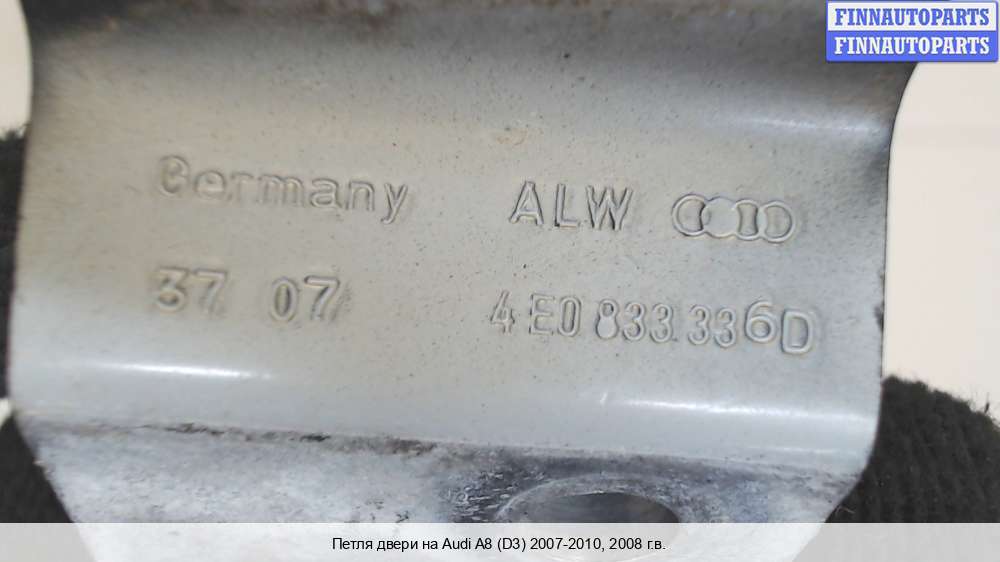 FINNAUTOPARTS
FINNAUTOPARTS
Germany ALW
37 07 4E0 833 336D
Петля двери на Audi A8 (D3) 2007-2010, 2008 г.в.